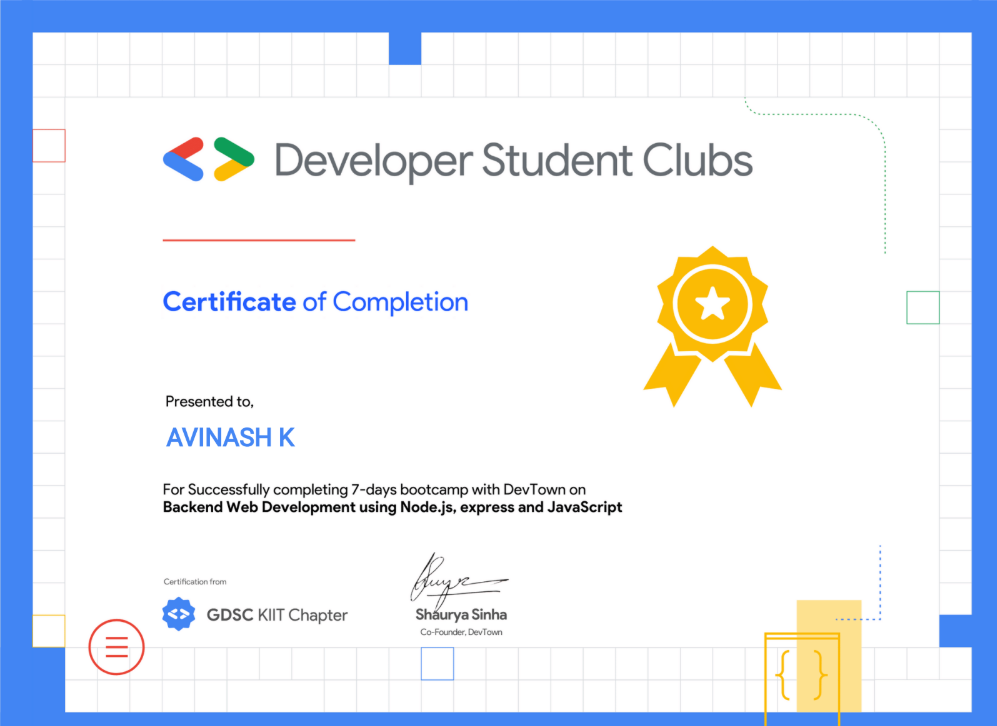 Developer Student Clubs
Certificate of Completion
Presented to,
AVINASH K
For Successfully completing 7-days bootcamp with DevTown on
Backend Web Development using Node.js, express and JavaScript
Certification from
GDSC KIIT Chapter
Shaurya Sinha
Co-Founder, DevTown
{ }